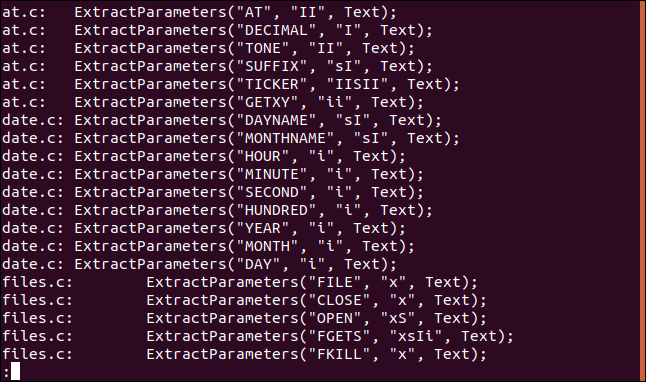 at.c:   ExtractParameters("AT", "II", Text);
at.c:   ExtractParameters("DECIMAL", "I", Text);
at.c:   ExtractParameters("TONE", "II", Text);
at.c:   ExtractParameters("SUFFIX", "sI", Text);
at.c:   ExtractParameters("TICKER", "IISII", Text);
at.c:   ExtractParameters("GETXY", "ii", Text);
date.c: ExtractParameters("DAYNAME", "sI", Text);
date.c: ExtractParameters("MONTHNAME", "sI", Text);
date.c: ExtractParameters("HOUR", "i", Text);
date.c: ExtractParameters("MINUTE", "i", Text);
date.c: ExtractParameters("SECOND", "i", Text);
date.c: ExtractParameters("HUNDRED", "i", Text);
date.c: ExtractParameters("YEAR", "i", Text);
date.c: ExtractParameters("MONTH", "i", Text);
date.c: ExtractParameters("DAY", "i", Text);
files.c:        ExtractParameters("FILE", "x", Text);
files.c:        ExtractParameters("CLOSE", "x", Text);
files.c:        ExtractParameters("OPEN", "xS", Text);
files.c:        ExtractParameters("FGETS", "xsIi", Text);
files.c:        ExtractParameters("FKILL", "x", Text);
: